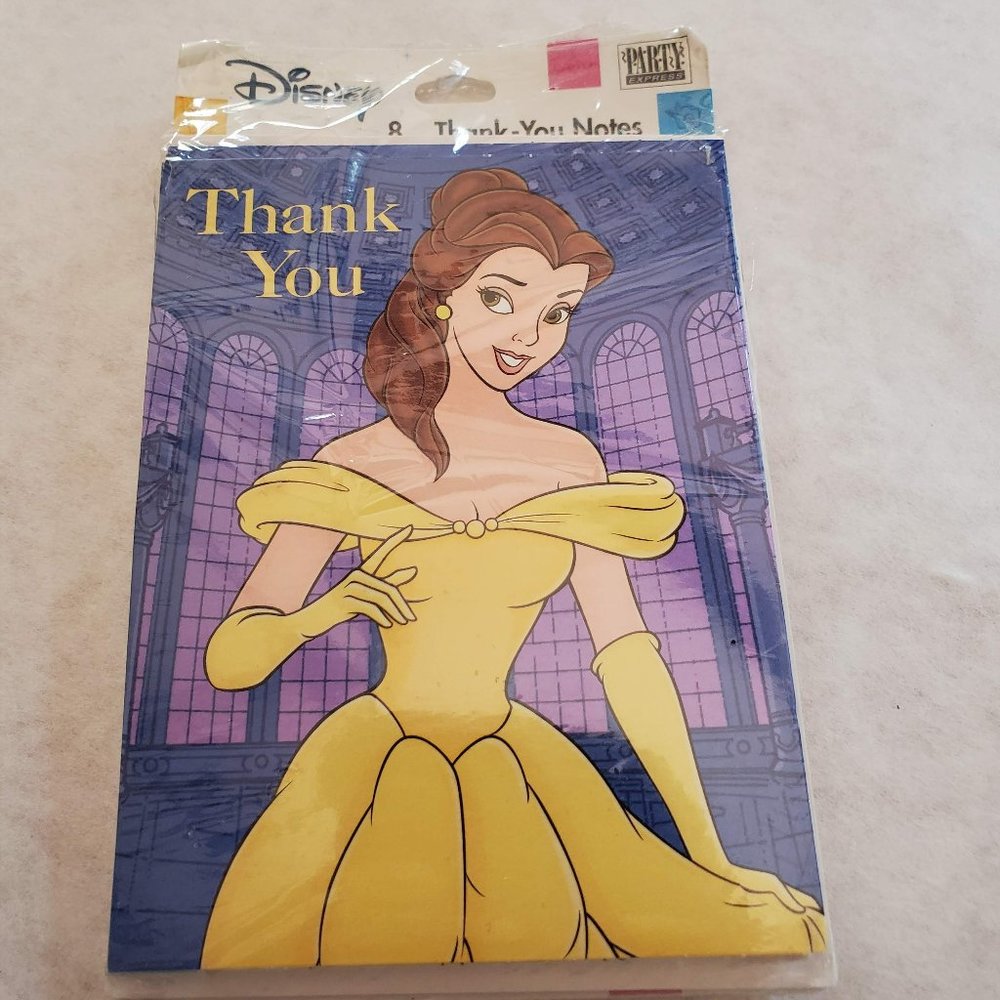 Disney
PARTY
EXPRESS
8 Thank-You Notes
Thank
You